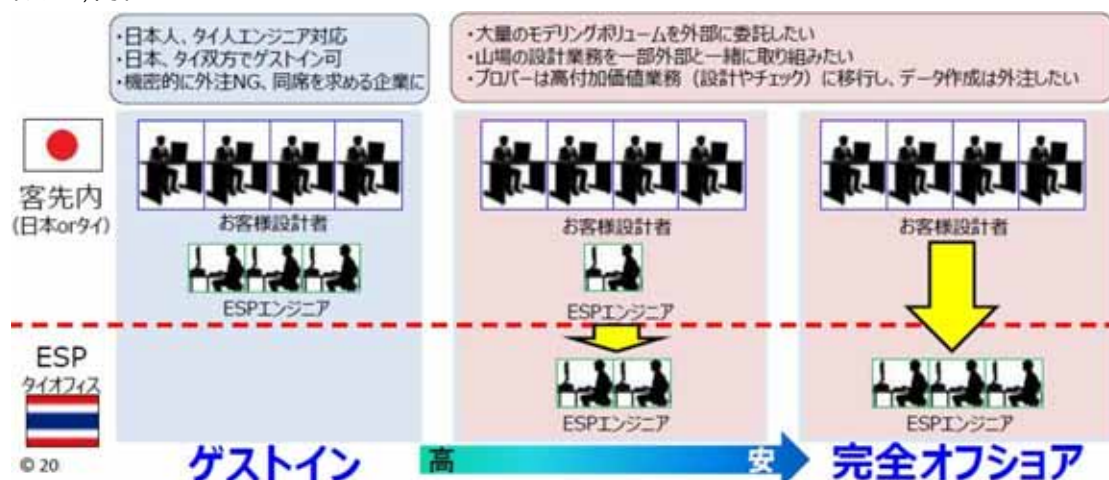 ・日本人、タイ人エンジニア対応
・日本、タイ双方でゲストイン可
・機密的に外注NG、同席を求める企業に
・大量のモデリングボリュームを外部に委託したい
・山場の設計業務を一部外部と一緒に取り組みたい
・プロパーは高付加価値業務（設計やチェック）に移行し、データ作成は外注したい
客先内
(日本orタイ)
お客様設計者
お客様設計者
お客様設計者
ESPエンジニア
ESPエンジニア
ESP
タイオフィス
ESPエンジニア
ESPエンジニア
© 20
ゲストイン
高
安
完全オフショア